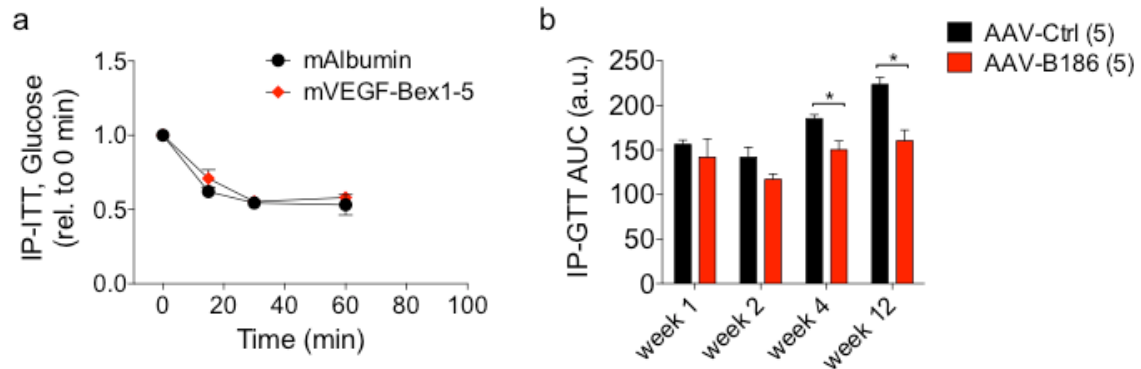 a
IP-ITT, Glucose
(rel. to 0 min)
1.5
1.0
0.5
0.0
0 20 40 60 80 100
Time (min)
mAlbumin
mVEGF-Bex1-5
b
IP-GTT AUC (a.u.)
250
200
150
100
50
0
* *
week 1 week 2 week 4 week 12
AAV-Ctrl (5)
AAV-B186 (5)